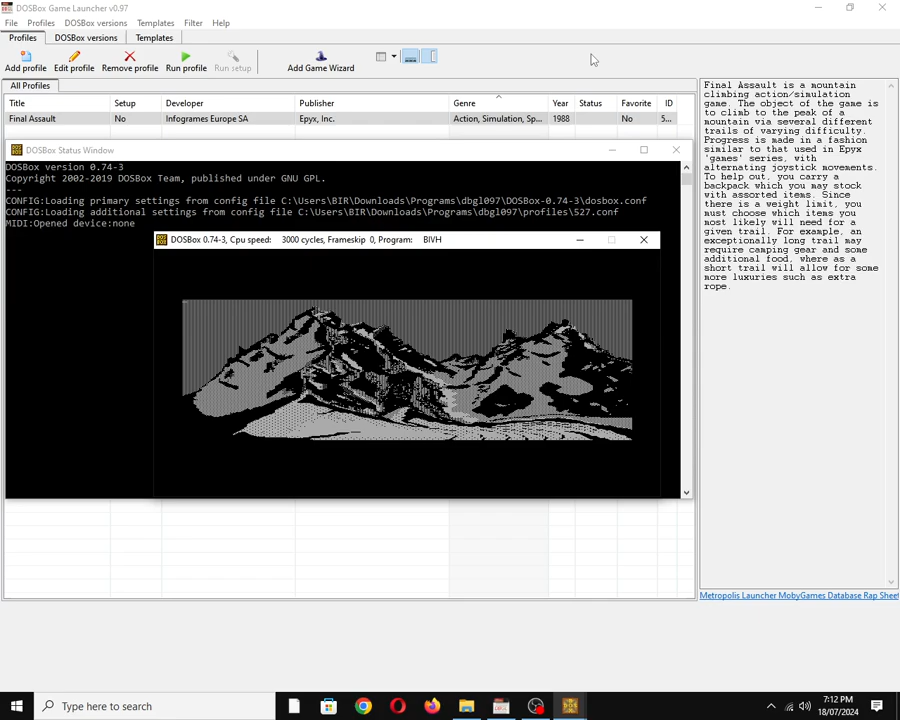 DOSBox Game Launcher v0.97
File Profiles DOSBox versions Templates Filter Help
Profiles DOSBox versions Templates
Add profile Edit profile Remove profile Run profile Run setup Add Game Wizard
All Profiles
Title Setup Developer Publisher Genre Year Status Favorite ID
Final Assault No Infogrames Europe SA Epyx, Inc. Action, Simulation, Sp... 1988 No 5...
DOSBox Status Window
DOSBox version 0.74-3
Copyright 2002-2019 DOSBox Team, published under GNU GPL.
---
CONFIG:Loading primary settings from config file C:\Users\BIR\Downloads\Programs\dbgl097\DOSBox-0.74-3\dosbox.conf
CONFIG:Loading additional settings from config file C:\Users\BIR\Downloads\Programs\dbgl097\profiles\527.conf
MIDI:Opened device:none
DOSBox 0.74-3, Cpu speed: 3000 cycles, Frameskip 0, Program: BIVH
Final Assault is a mountain
climbing action/simulation
game. The object of the game is
to climb to the peak of a
mountain via several different
trails of varying difficulty.
Progress is made in a fashion
similar to that used in Epyx
'games' series, with
alternating joystick movements.
To help out, you carry a
backpack which you may stock
with assorted items. Since
there is a weight limit, you
must choose which items you
most likely will need for a
given trail. For example, an
exceptionally long trail may
require camping gear and some
additional food, where as a
short trail will allow for some
more luxuries such as extra
rope.
Metropolis Launcher MobyGames Database Rap Sheet
Type here to search
7:12 PM
18/07/2024